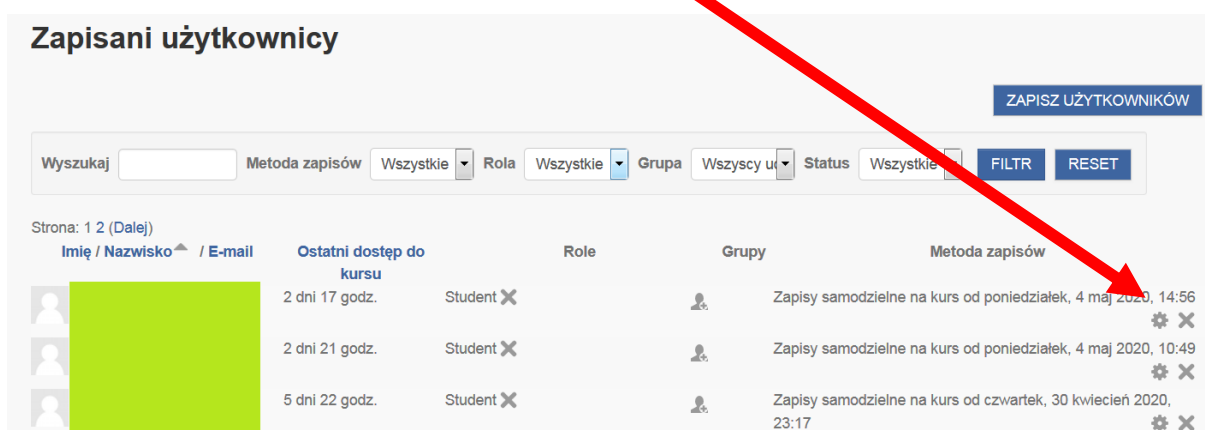 Zapisani użytkownicy
ZAPISZ UŻYTKOWNIKÓW
Wyszukaj Metoda zapisów Wszystkie Rola Wszystkie Grupa Wszyscy uc Status Wszystkie FILTR RESET
Strona: 1 2 (Dalej)
Imię / Nazwisko / E-mail Ostatni dostęp do Role Grupy Metoda zapisów
kursu
2 dni 17 godz. Student Zapisy samodzielne na kurs od poniedziałek, 4 maj 2020, 14:56
2 dni 21 godz. Student Zapisy samodzielne na kurs od poniedziałek, 4 maj 2020, 10:49
5 dni 22 godz. Student Zapisy samodzielne na kurs od czwartek, 30 kwiecień 2020,
23:17